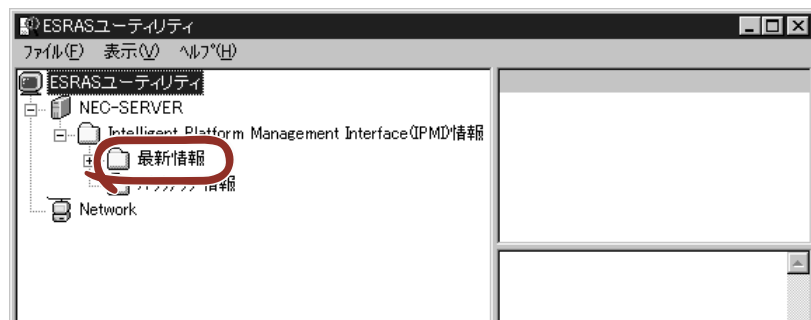 ESRASユーティリティ
ファイル(F) 表示(V) ヘルプ(H)
ESRASユーティリティ
NEC-SERVER
Intelligent Platform Management Interface(IPMI)情報
最新情報
情報
Network